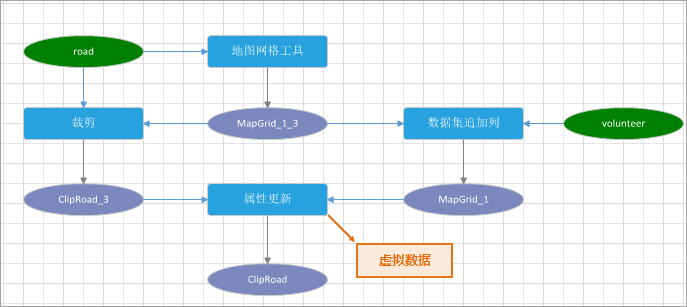 road
地图网格工具
裁剪
MapGrid_1_3
数据集追加列
volunteer
ClipRoad_3
属性更新
MapGrid_1
虚拟数据
ClipRoad